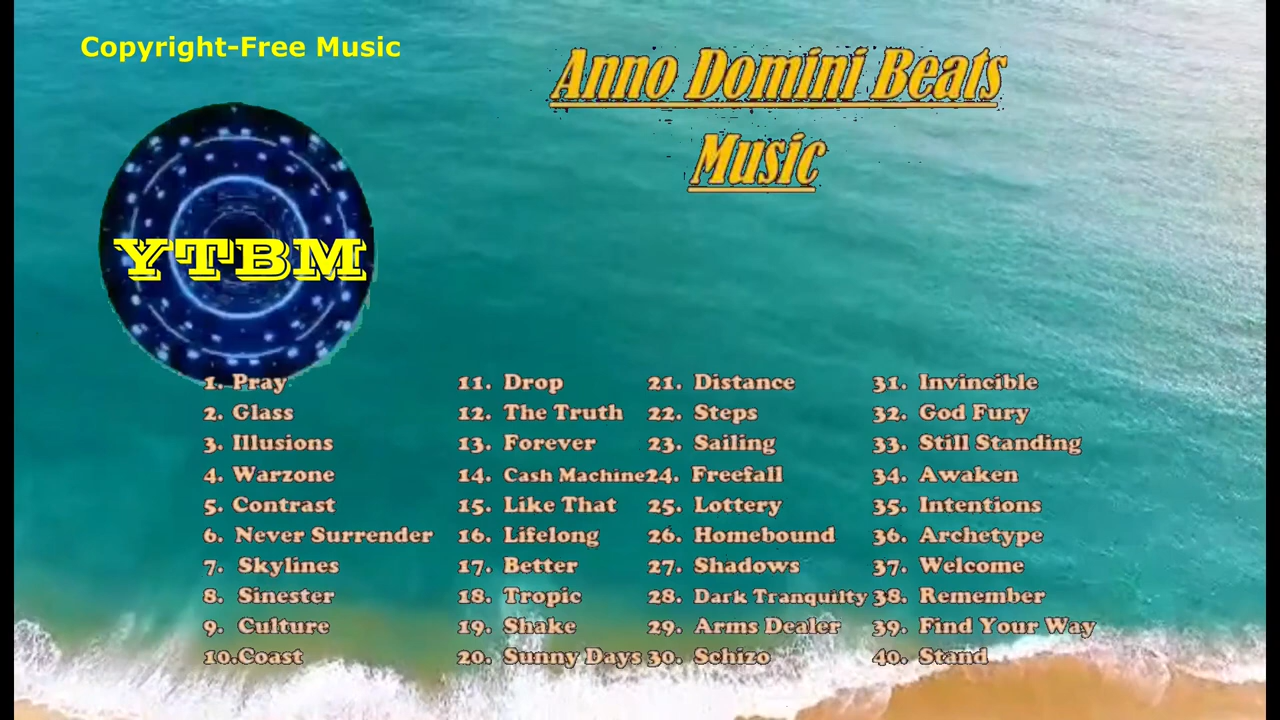 Copyright-Free Music
Anno Domini Beats
Music
YTBM
1. Pray
2. Glass
3. Illusions
4. Warzone
5. Contrast
6. Never Surrender
7. Skylines
8. Sinester
9. Culture
10.Coast
11. Drop
12. The Truth
13. Forever
14. Cash Machine
15. Like That
16. Lifelong
17. Better
18. Tropic
19. Shake
20. Sunny Days
21. Distance
22. Steps
23. Sailing
24. Freefall
25. Lottery
26. Homebound
27. Shadows
28. Dark Tranquilty
29. Arms Dealer
30. Schizo
31. Invincible
32. God Fury
33. Still Standing
34. Awaken
35. Intentions
36. Archetype
37. Welcome
38. Remember
39. Find Your Way
40. Stand